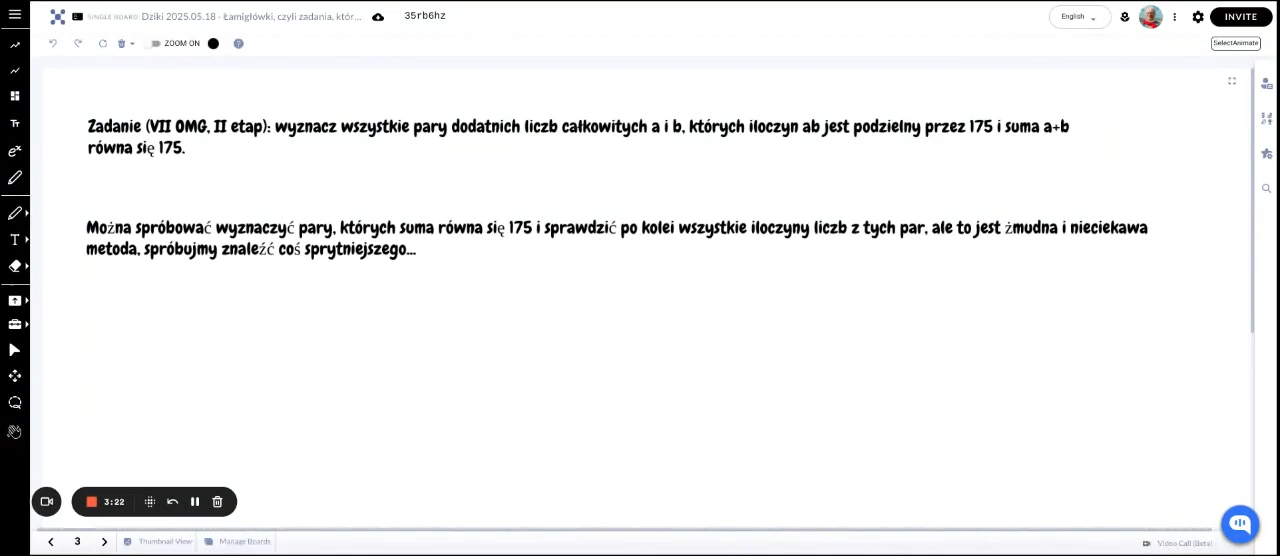 SINGLE BOARD: Dziki 2025.05.18 - Łamigłówki, czyli zadania, któr... 35rb6hz English INVITE
ZOOM ON SelectAnimate
Tт
eˣ
T
Zadanie (VII OMG, II etap): wyznacz wszystkie pary dodatnich liczb całkowitych a i b, których iloczyn ab jest podzielny przez 175 i suma a+b
równa się 175.
Można spróbować wyznaczyć pary, których suma równa się 175 i sprawdzić po kolei wszystkie iloczyny liczb z tych par, ale to jest żmudna i nieciekawa
metoda, spróbujmy znaleźć coś sprytniejszego...
3:22
3 Thumbnail View Manage Boards Video Call (Beta)